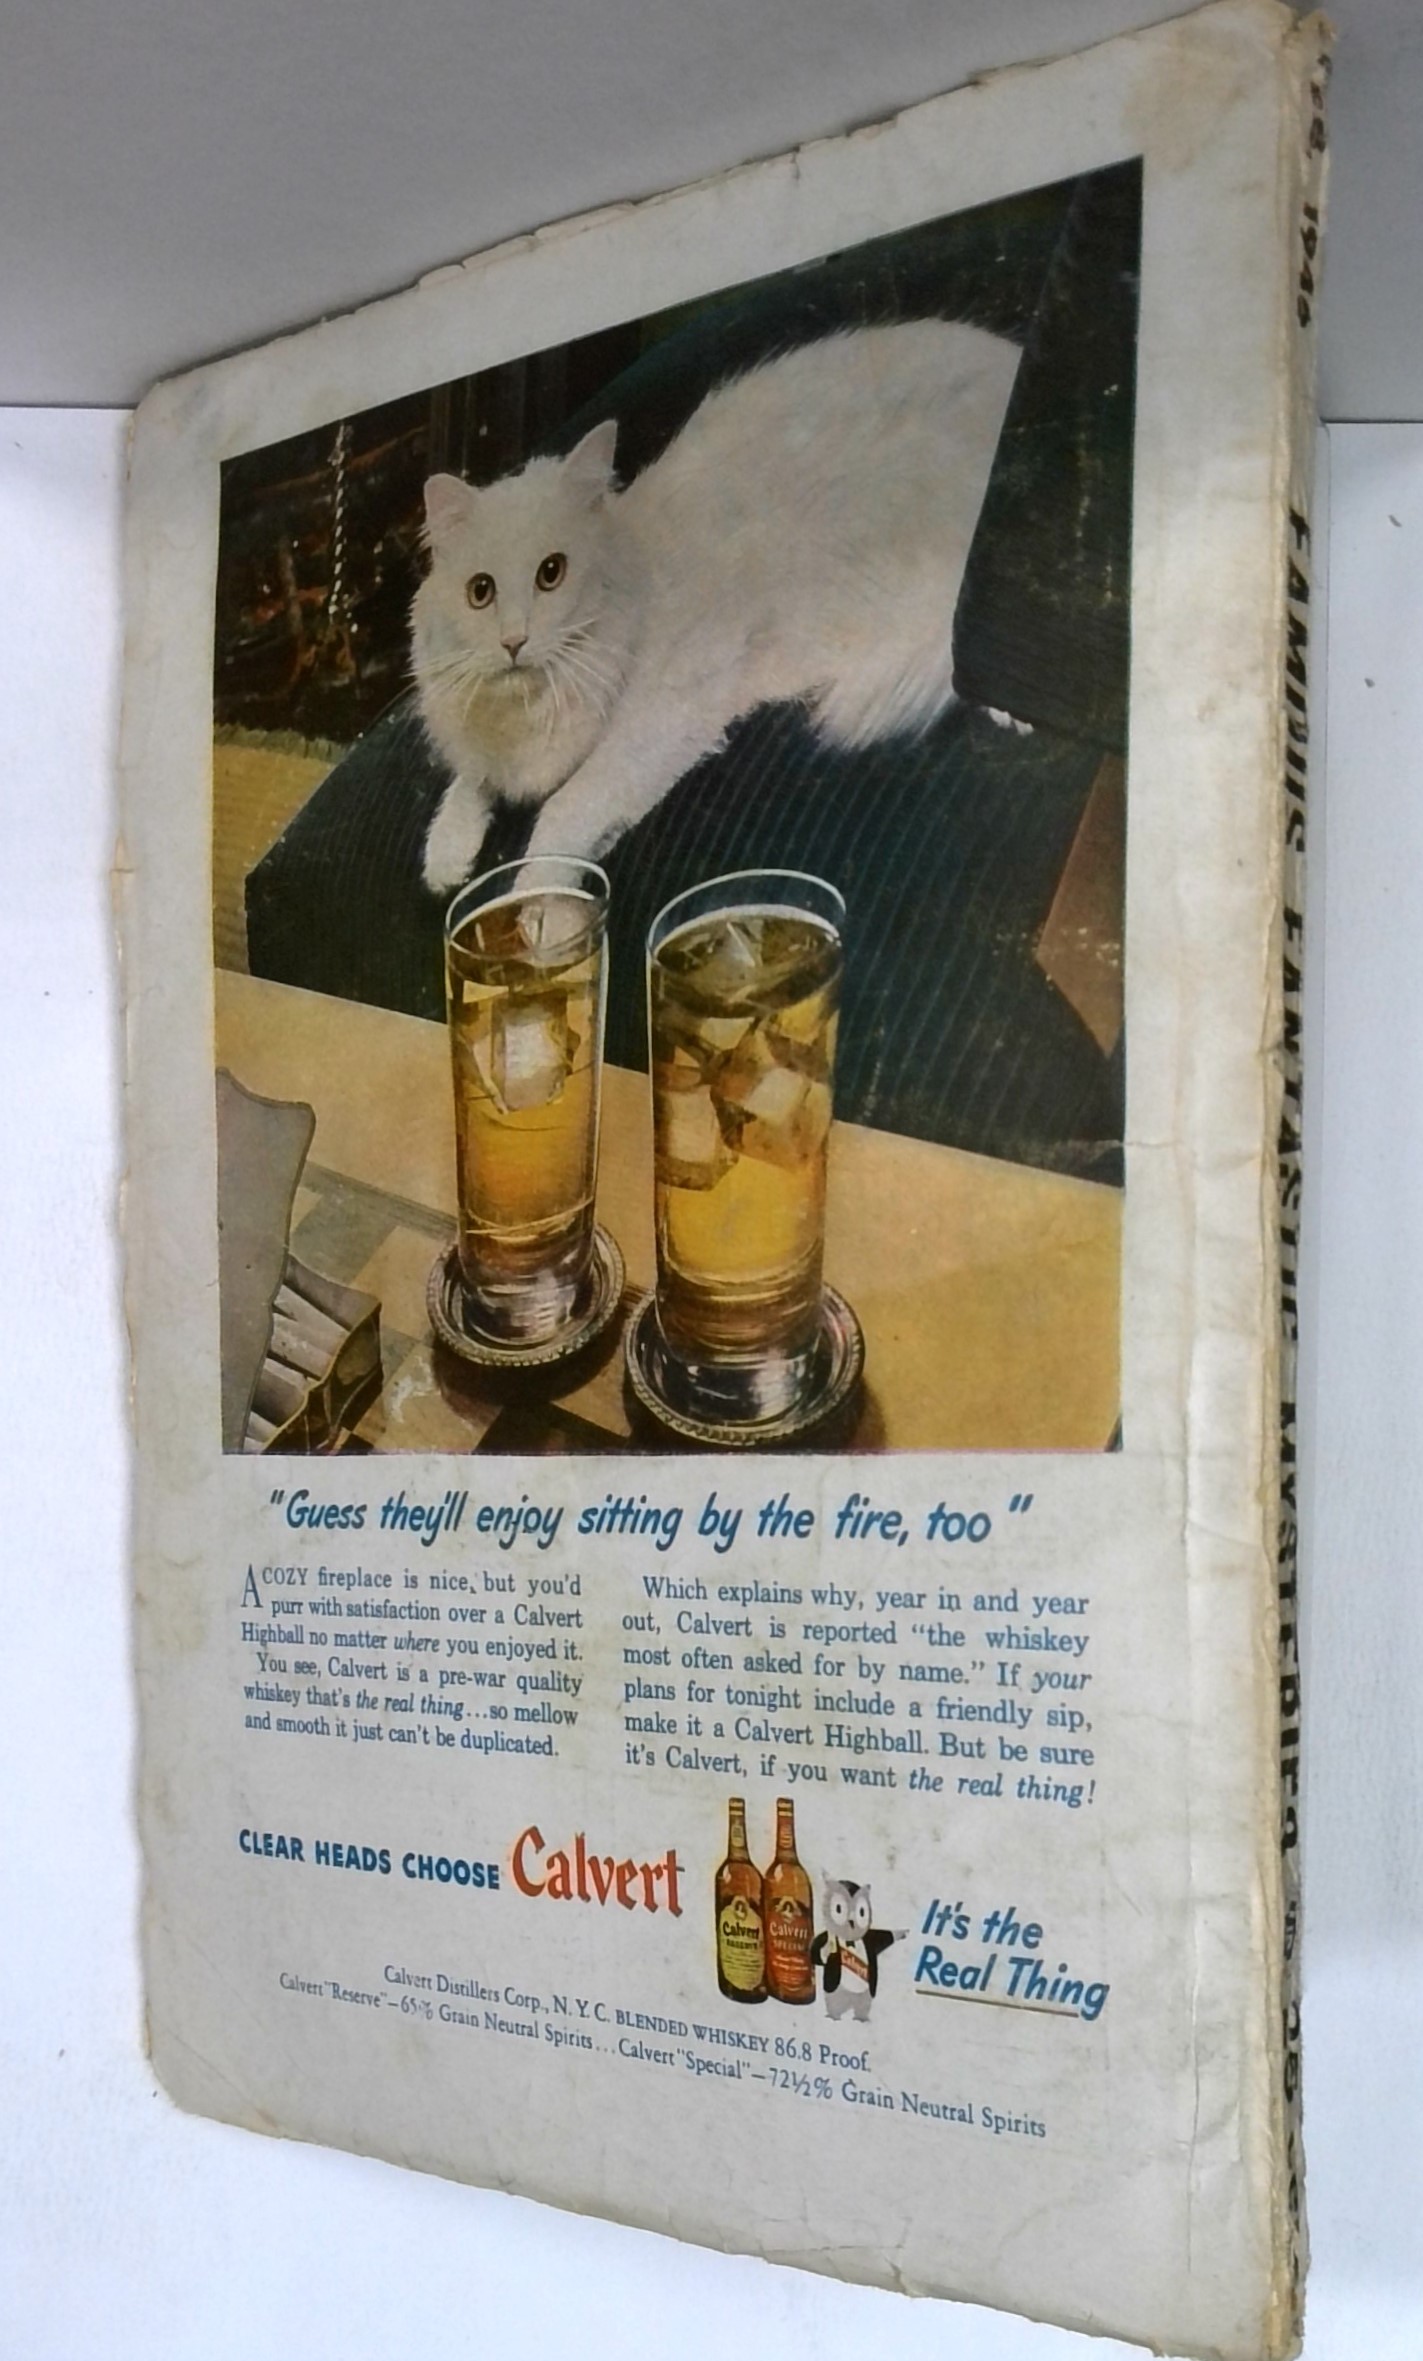 "Guess they'll enjoy sitting by the fire, too"
A COZY fireplace is nice, but you'd
purr with satisfaction over a Calvert
Highball no matter where you enjoyed it.
You see, Calvert is a pre-war quality
whiskey that's the real thing...so mellow
and smooth it just can't be duplicated.
Which explains why, year in and year
out, Calvert is reported "the whiskey
most often asked for by name." If your
plans for tonight include a friendly sip,
make it a Calvert Highball. But be sure
it's Calvert, if you want the real thing!
CLEAR HEADS CHOOSE Calvert
Calvert
RESERVE
Calvert
SPECIAL
Calvert
It's the
Real Thing
Calvert Distillers Corp., N. Y. C. BLENDED WHISKEY 86.8 Proof.
Calvert "Reserve"—65% Grain Neutral Spirits...Calvert "Special"—72½% Grain Neutral Spirits
FEB, 1946 FAMOUS FANTASTIC MYSTERIES